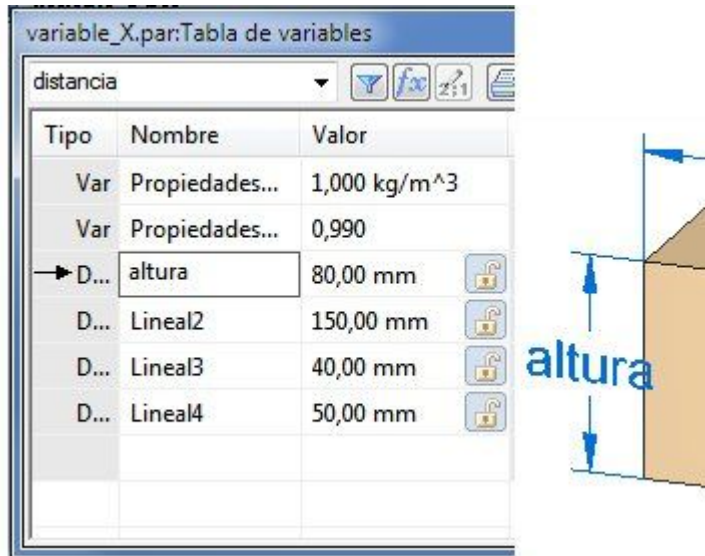 variable_X.par:Tabla de variables
distancia
Tipo Nombre Valor
Var Propiedades... 1,000 kg/m^3
Var Propiedades... 0,990
D... altura 80,00 mm
D... Lineal2 150,00 mm
D... Lineal3 40,00 mm
D... Lineal4 50,00 mm
altura